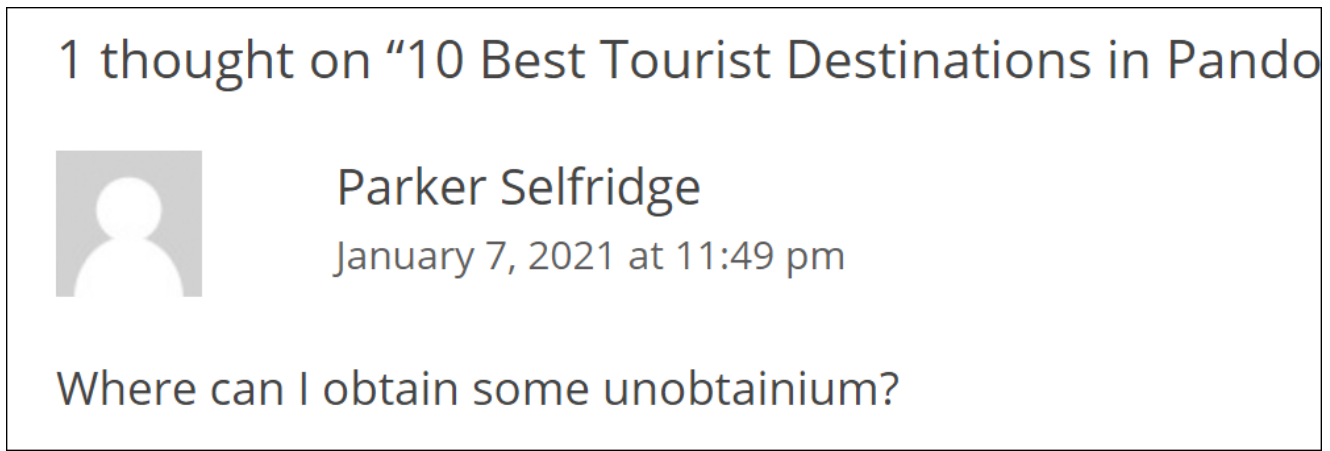 1 thought on “10 Best Tourist Destinations in Pando
Parker Selfridge
January 7, 2021 at 11:49 pm
Where can I obtain some unobtainium?